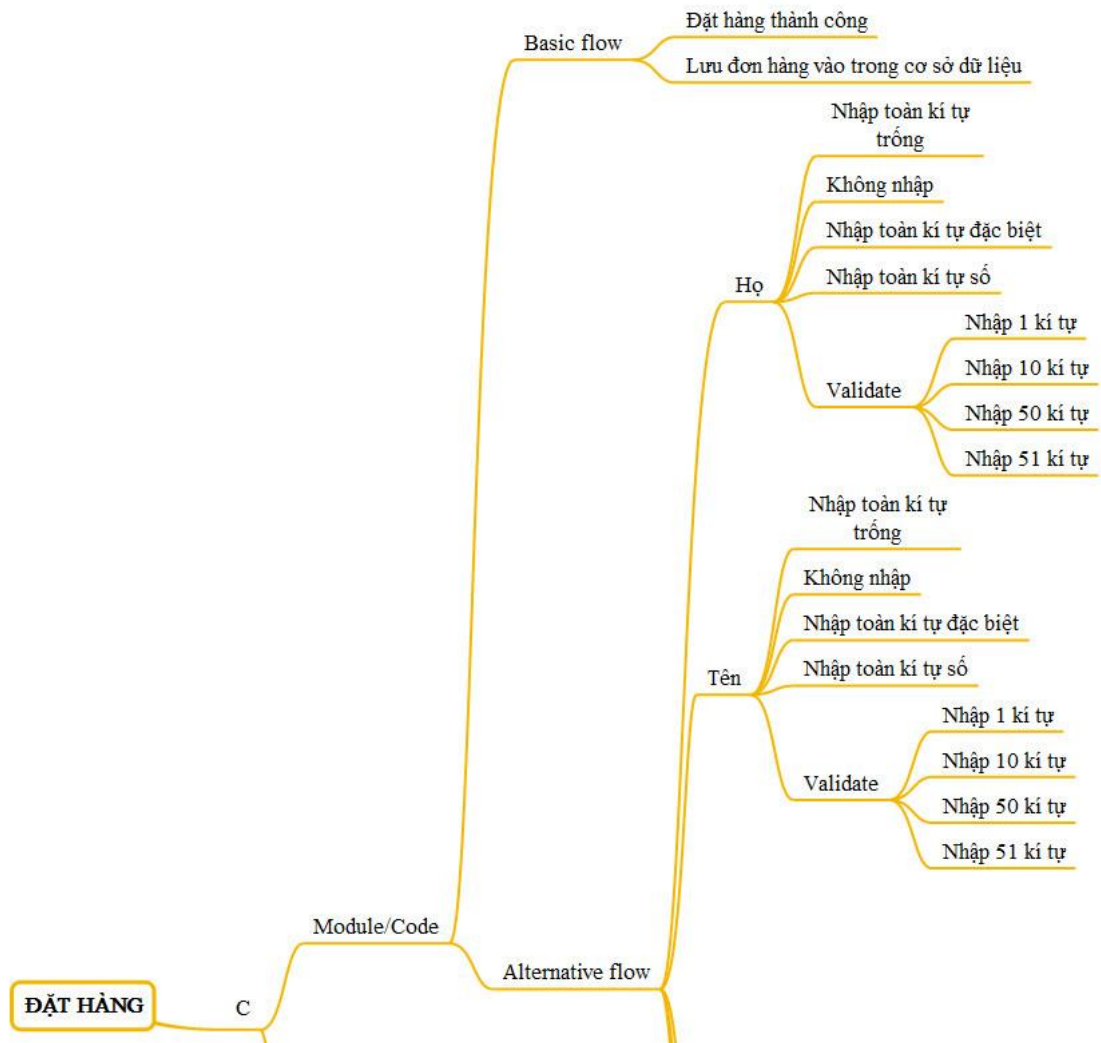 Đặt hàng thành công
Basic flow
Lưu đơn hàng vào trong cơ sở dữ liệu
Nhập toàn kí tự
trống
Không nhập
Nhập toàn kí tự đặc biệt
Nhập toàn kí tự số
Họ
Nhập 1 kí tự
Nhập 10 kí tự
Validate
Nhập 50 kí tự
Nhập 51 kí tự
Nhập toàn kí tự
trống
Không nhập
Nhập toàn kí tự đặc biệt
Nhập toàn kí tự số
Tên
Nhập 1 kí tự
Nhập 10 kí tự
Validate
Nhập 50 kí tự
Nhập 51 kí tự
Module/Code
Alternative flow
ĐẶT HÀNG
C